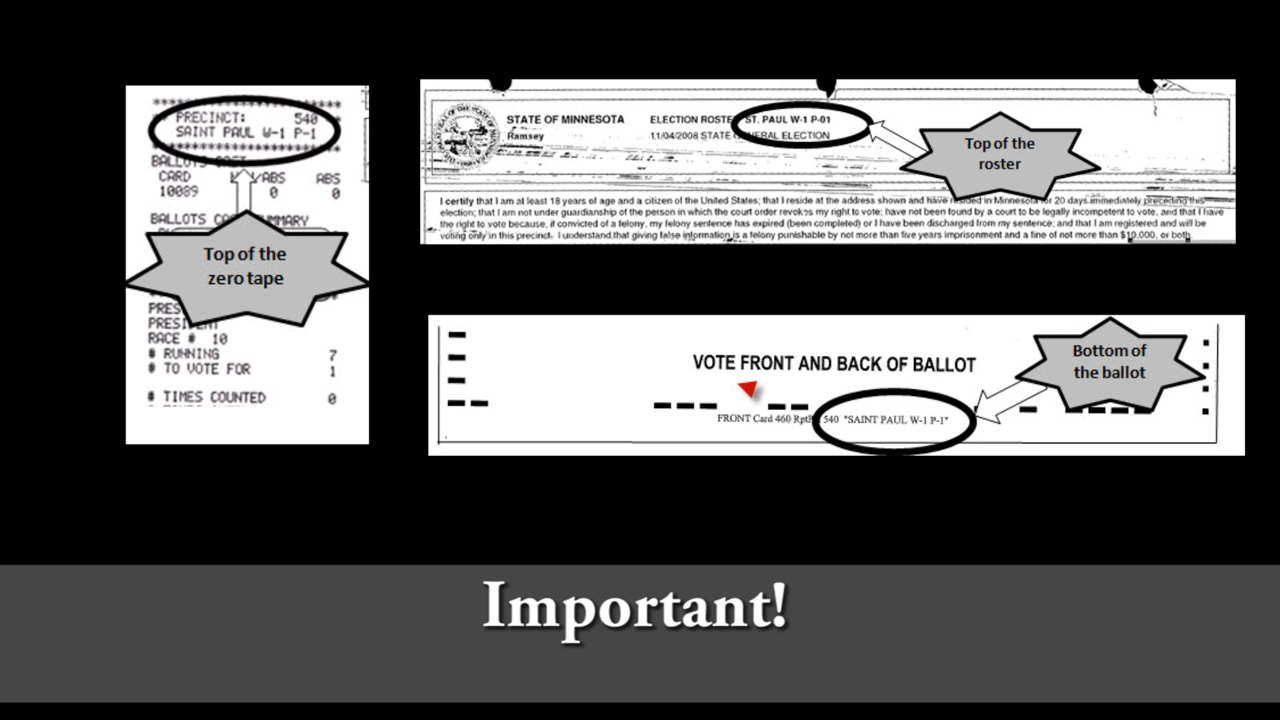 PRECINCT: 540
SAINT PAUL W-1 P-1
BALLOTS CAST
CARD /ABS ABS
10089 0 0
BALLOTS SUMMARY
Top of the
zero tape
PRES
PRESIDENT
RACE # 10
# RUNNING 7
# TO VOTE FOR 1
# TIMES COUNTED 0
STATE OF MINNESOTA
Ramsey
ELECTION ROSTE ST. PAUL W-1 P-01
11/04/2008 STATE GENERAL ELECTION
Top of the
roster
I certify that I am at least 18 years of age and a citizen of the United States; that I reside at the address shown and have resided in Minnesota for 20 days immediately preceding this
election; that I am not under guardianship of the person in which the court order revokes my right to vote; have not been found by a court to be legally incompetent to vote, and that I have
the right to vote because, if convicted of a felony, my felony sentence has expired (been completed) or I have been discharged from my sentence; and that I am registered and will be
voting only in this precinct. I understand that giving false information is a felony punishable by not more than five years imprisonment and a fine of not more than $10,000, or both.
VOTE FRONT AND BACK OF BALLOT
FRONT Card 460 Rpt 540 "SAINT PAUL W-1 P-1"
Bottom of
the ballot
Important!